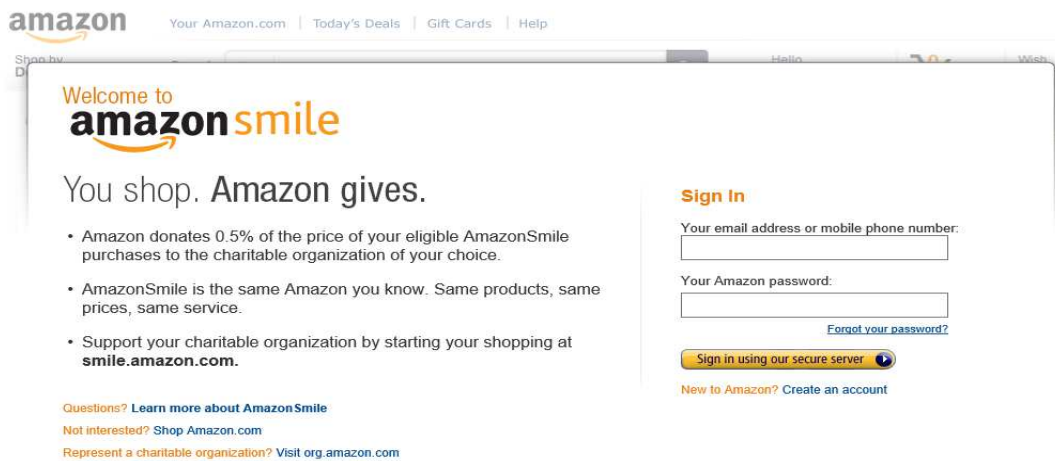 amazon
Your Amazon.com | Today's Deals | Gift Cards | Help
Shop by
Hello
Wish
Welcome to
amazonsmile
You shop. Amazon gives.
• Amazon donates 0.5% of the price of your eligible AmazonSmile
purchases to the charitable organization of your choice.
• AmazonSmile is the same Amazon you know. Same products, same
prices, same service.
• Support your charitable organization by starting your shopping at
smile.amazon.com.
Questions? Learn more about AmazonSmile
Not interested? Shop Amazon.com
Represent a charitable organization? Visit org.amazon.com
Sign In
Your email address or mobile phone number:
Your Amazon password:
Forgot your password?
Sign in using our secure server
New to Amazon? Create an account